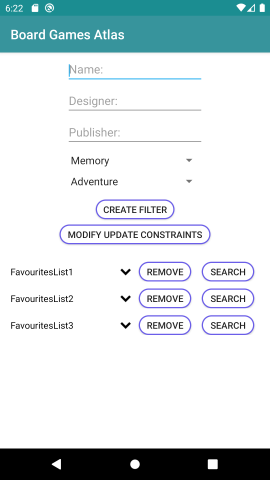 6:22
Board Games Atlas
Name:
Designer:
Publisher:
Memory
Adventure
CREATE FILTER
MODIFY UPDATE CONSTRAINTS
FavouritesList1 REMOVE SEARCH
FavouritesList2 REMOVE SEARCH
FavouritesList3 REMOVE SEARCH